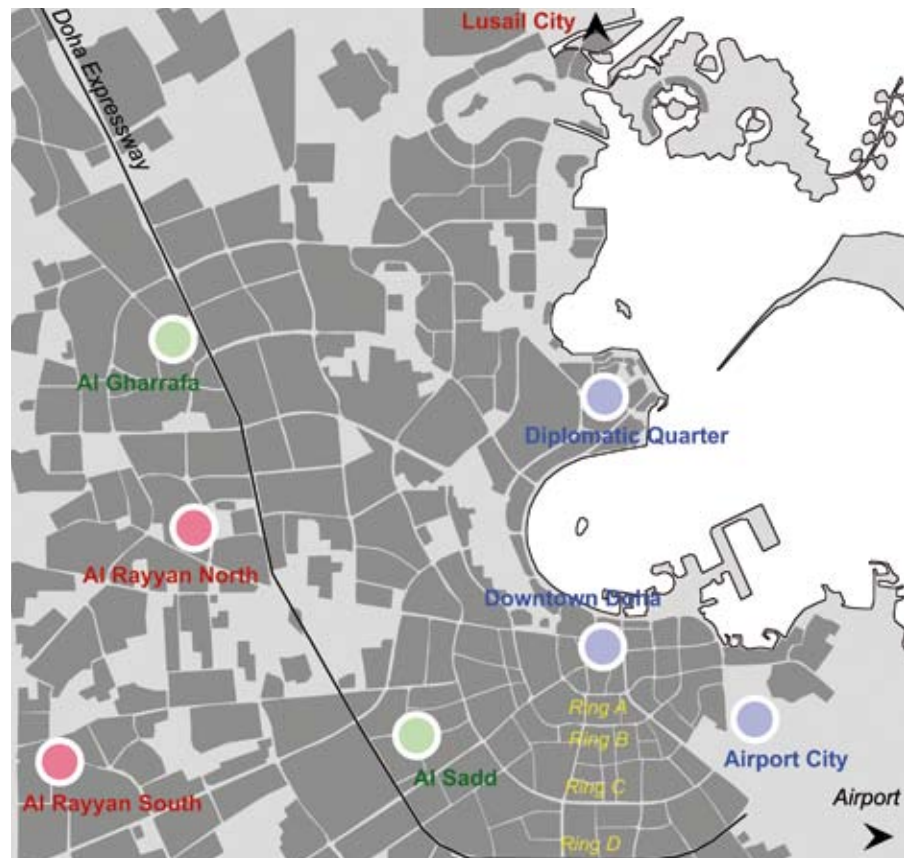 Lusail City
Doha Expressway
Al Gharrafa
Diplomatic Quarter
Al Rayyan North
Downtown Doha
Ring A
Ring B
Airport City
Al Sadd
Ring C
Al Rayyan South
Airport
Ring D